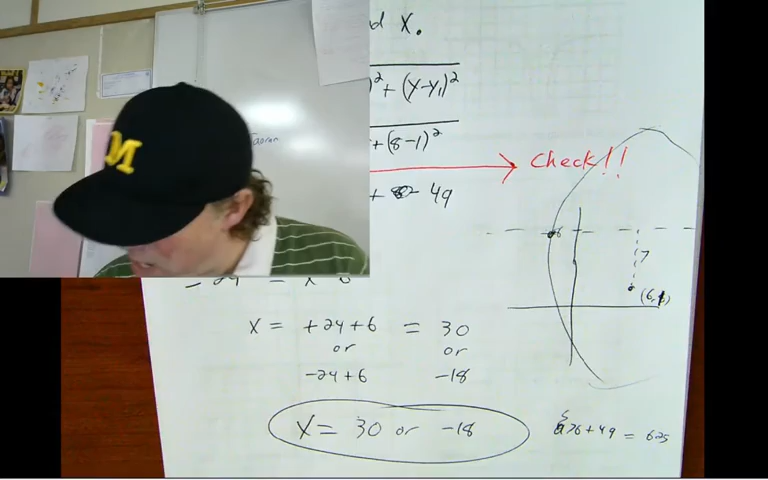 d X.
)² + (y-y₁)²
+ (8-1)²
Check!!
+ 49
7
(6,1)
X = +24+6 = 30
or or
-24+6 -18
X = 30 or -18
576+49 = 625
M